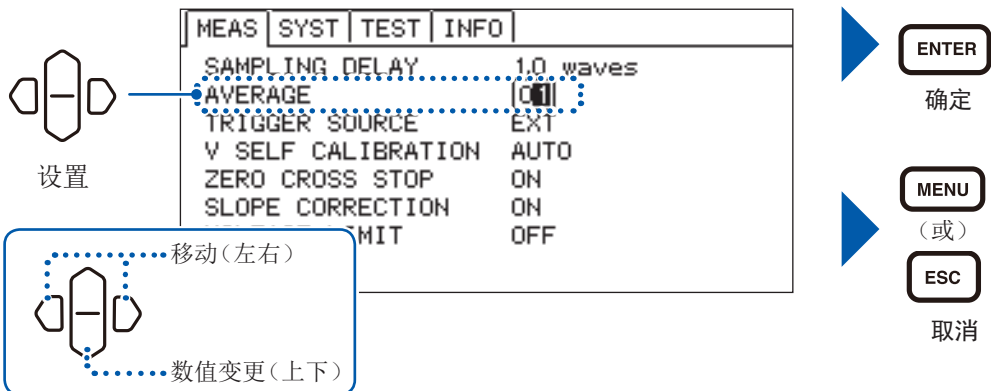 MEAS SYST TEST INFO
SAMPLING DELAY 1.0 waves
AVERAGE 01
TRIGGER SOURCE EXT
V SELF CALIBRATION AUTO
ZERO CROSS STOP ON
SLOPE CORRECTION ON
MIT OFF
设置
移动(左右)
数值变更(上下)
ENTER
确定
MENU
(或)
ESC
取消